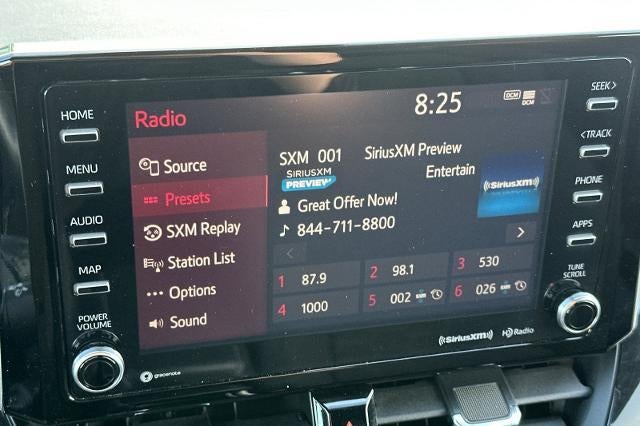 HOME
MENU
AUDIO
MAP
POWER
VOLUME
Radio
8:25
DCM
DCM
Source
Presets
SXM Replay
Station List
Options
Sound
SXM 001 SiriusXM Preview
Entertain
SIRIUSXM
PREVIEW
Great Offer Now!
844-711-8800
((SiriusXM))
1 87.9
2 98.1
3 530
4 1000
5 002
6 026
gracenote
((SiriusXM))
HD Radio
SEEK >
< TRACK
PHONE
APPS
TUNE
SCROLL